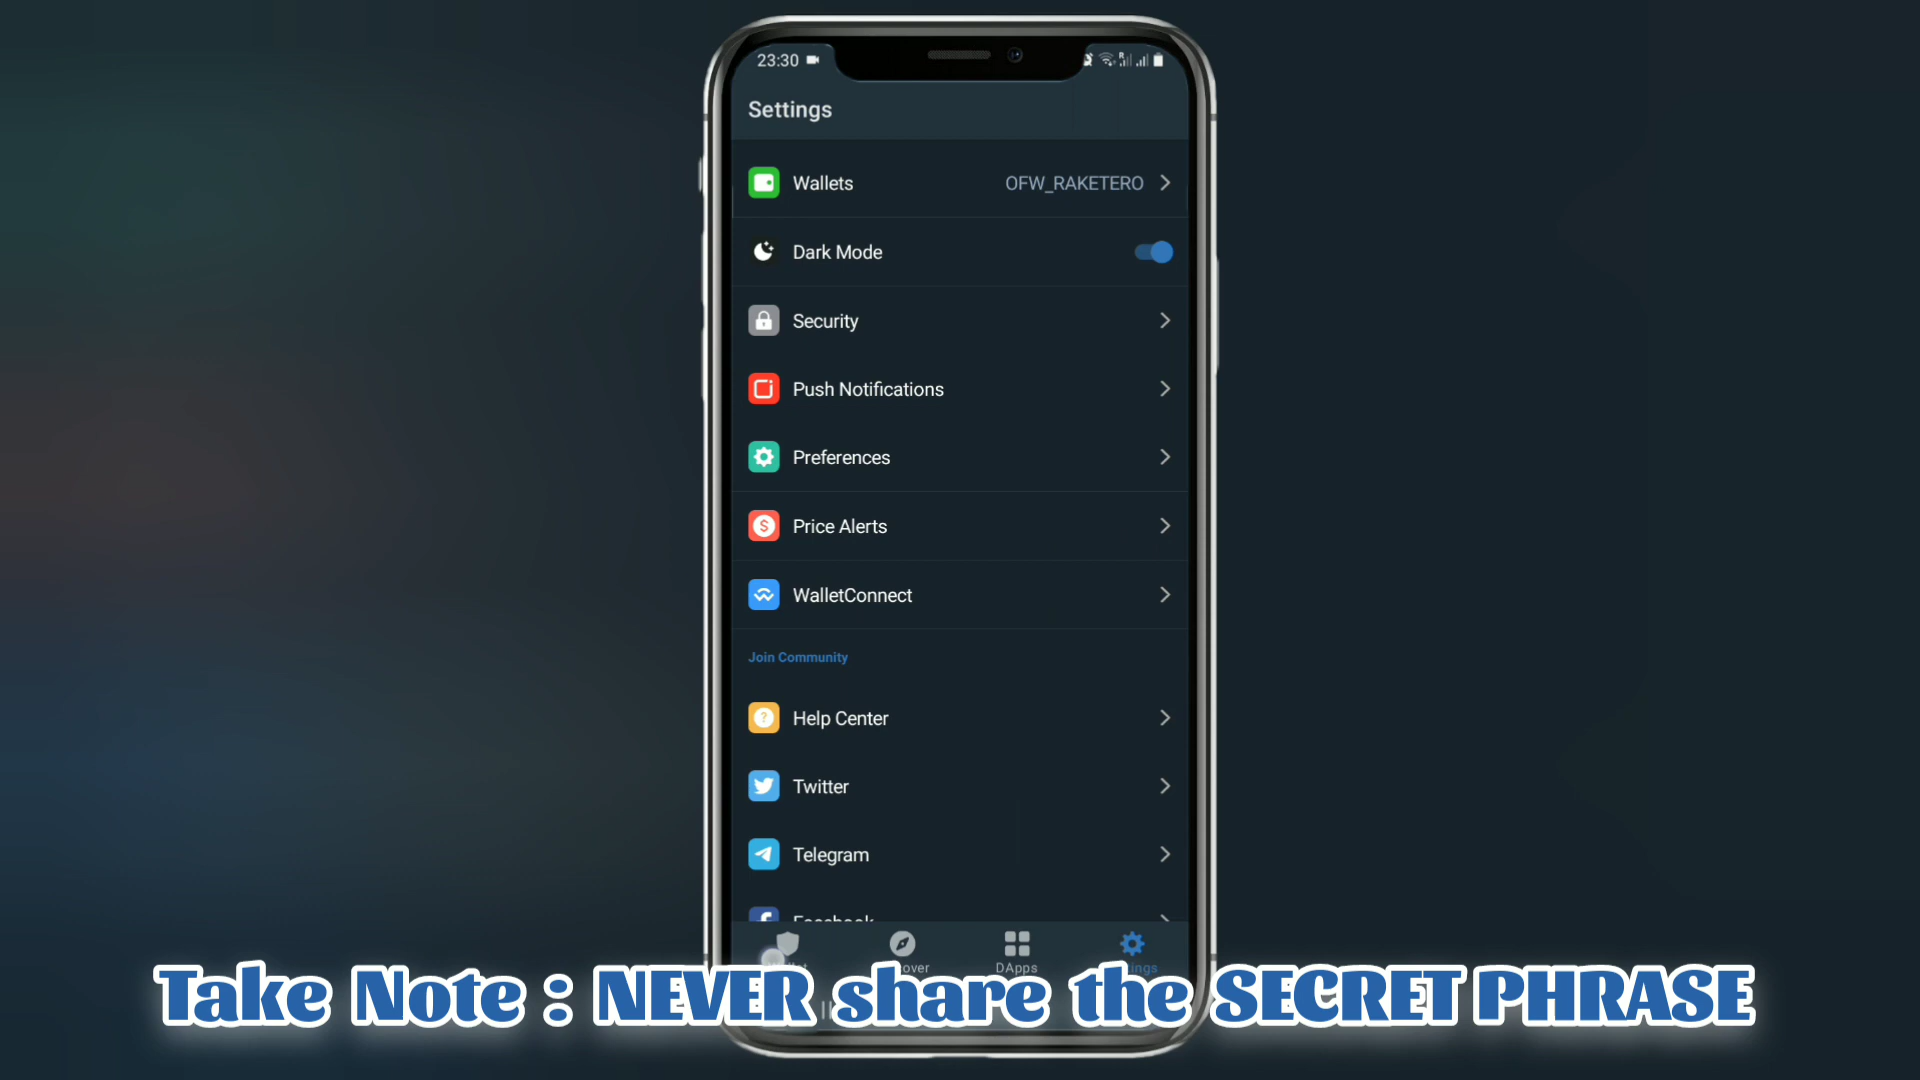 23:30
Settings
Wallets OFW_RAKETERO
Dark Mode
Security
Push Notifications
Preferences
Price Alerts
WalletConnect
Join Community
Help Center
Twitter
Telegram
Facebook
DApps
Take Note : NEVER share the SECRET PHRASE